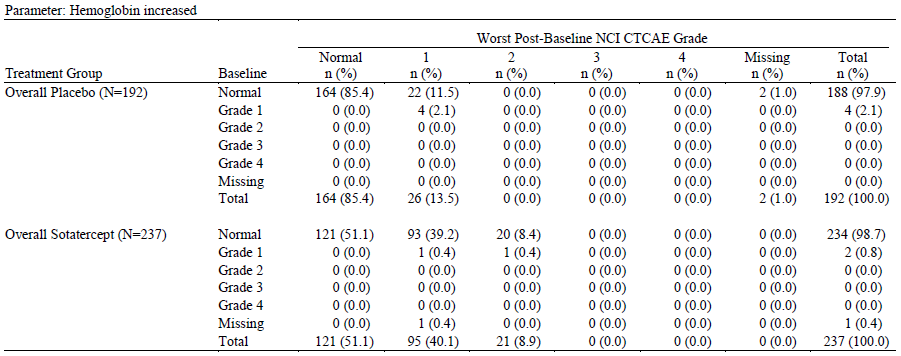 Parameter: Hemoglobin increased
Worst Post-Baseline NCI CTCAE Grade
Normal 1 2 3 4 Missing Total
Treatment Group Baseline n (%) n (%) n (%) n (%) n (%) n (%) n (%)
Overall Placebo (N=192) Normal 164 (85.4) 22 (11.5) 0 (0.0) 0 (0.0) 0 (0.0) 2 (1.0) 188 (97.9)
Grade 1 0 (0.0) 4 (2.1) 0 (0.0) 0 (0.0) 0 (0.0) 0 (0.0) 4 (2.1)
Grade 2 0 (0.0) 0 (0.0) 0 (0.0) 0 (0.0) 0 (0.0) 0 (0.0) 0 (0.0)
Grade 3 0 (0.0) 0 (0.0) 0 (0.0) 0 (0.0) 0 (0.0) 0 (0.0) 0 (0.0)
Grade 4 0 (0.0) 0 (0.0) 0 (0.0) 0 (0.0) 0 (0.0) 0 (0.0) 0 (0.0)
Missing 0 (0.0) 0 (0.0) 0 (0.0) 0 (0.0) 0 (0.0) 0 (0.0) 0 (0.0)
Total 164 (85.4) 26 (13.5) 0 (0.0) 0 (0.0) 0 (0.0) 2 (1.0) 192 (100.0)
Overall Sotatercept (N=237) Normal 121 (51.1) 93 (39.2) 20 (8.4) 0 (0.0) 0 (0.0) 0 (0.0) 234 (98.7)
Grade 1 0 (0.0) 1 (0.4) 1 (0.4) 0 (0.0) 0 (0.0) 0 (0.0) 2 (0.8)
Grade 2 0 (0.0) 0 (0.0) 0 (0.0) 0 (0.0) 0 (0.0) 0 (0.0) 0 (0.0)
Grade 3 0 (0.0) 0 (0.0) 0 (0.0) 0 (0.0) 0 (0.0) 0 (0.0) 0 (0.0)
Grade 4 0 (0.0) 0 (0.0) 0 (0.0) 0 (0.0) 0 (0.0) 0 (0.0) 0 (0.0)
Missing 0 (0.0) 1 (0.4) 0 (0.0) 0 (0.0) 0 (0.0) 0 (0.0) 1 (0.4)
Total 121 (51.1) 95 (40.1) 21 (8.9) 0 (0.0) 0 (0.0) 0 (0.0) 237 (100.0)